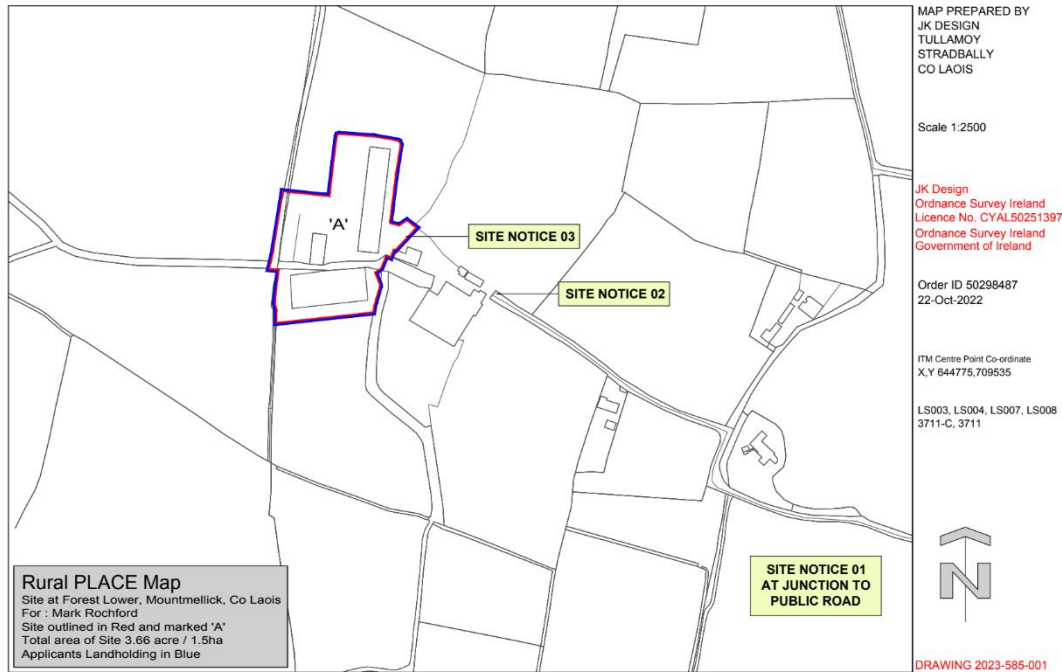 MAP PREPARED BY
JK DESIGN
TULLAMOY
STRADBALLY
CO LAOIS
Scale 1:2500
JK Design
Ordnance Survey Ireland
Licence No. CYAL50251397
Ordnance Survey Ireland
Government of Ireland
Order ID 50298487
22-Oct-2022
ITM Centre Point Co-ordinate
X,Y 644775,709535
LS003, LS004, LS007, LS008
3711-C, 3711
'A'
SITE NOTICE 03
SITE NOTICE 02
SITE NOTICE 01
AT JUNCTION TO
PUBLIC ROAD
N
Rural PLACE Map
Site at Forest Lower, Mountmellick, Co Laois
For : Mark Rochford
Site outlined in Red and marked 'A'
Total area of Site 3.66 acre / 1.5ha
Applicants Landholding in Blue
DRAWING 2023-585-001